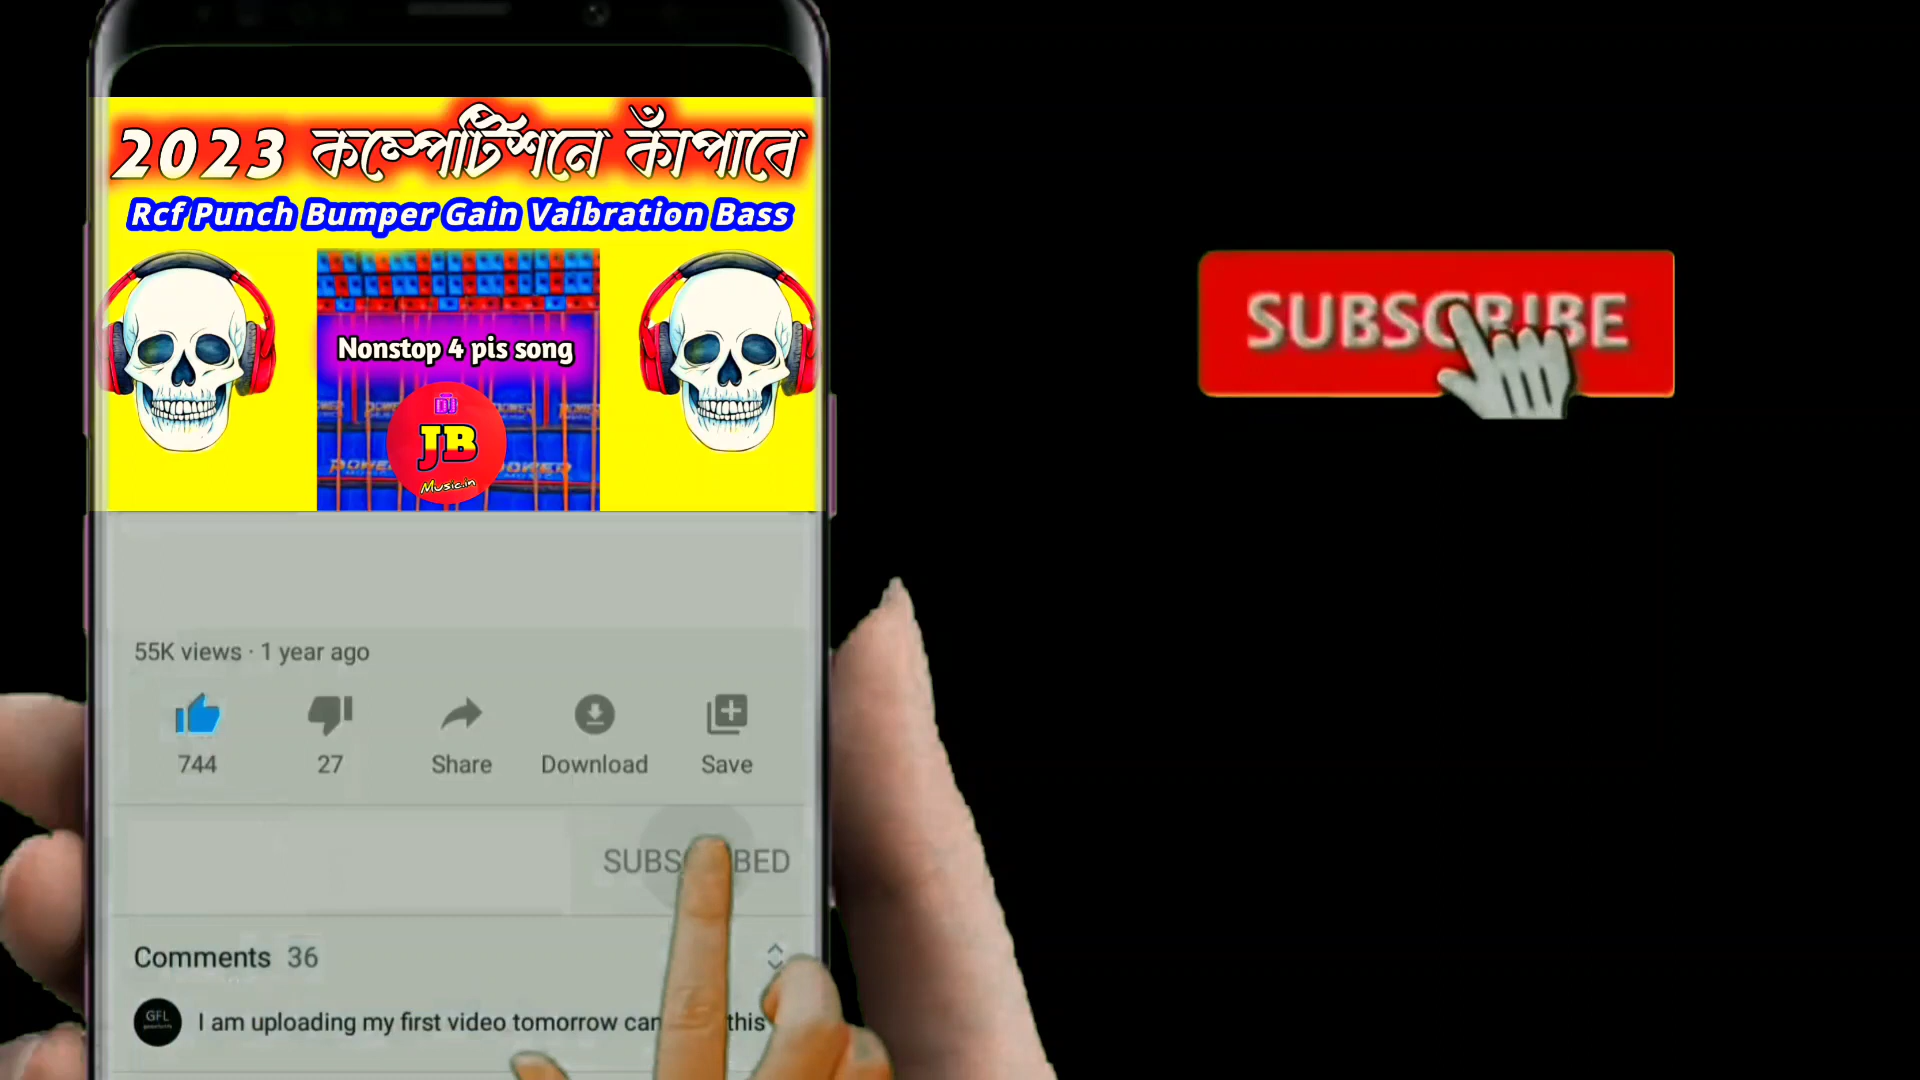 2023 কম্পেটিশনে কাঁপাবে
Rcf Punch Bumper Gain Vaibration Bass
Nonstop 4 pis song
DJ
JB
Music.in
SUBSCRIBE
55K views · 1 year ago
744
27
Share
Download
Save
SUBSCRIBED
Comments 36
GFL
I am uploading my first video tomorrow can this